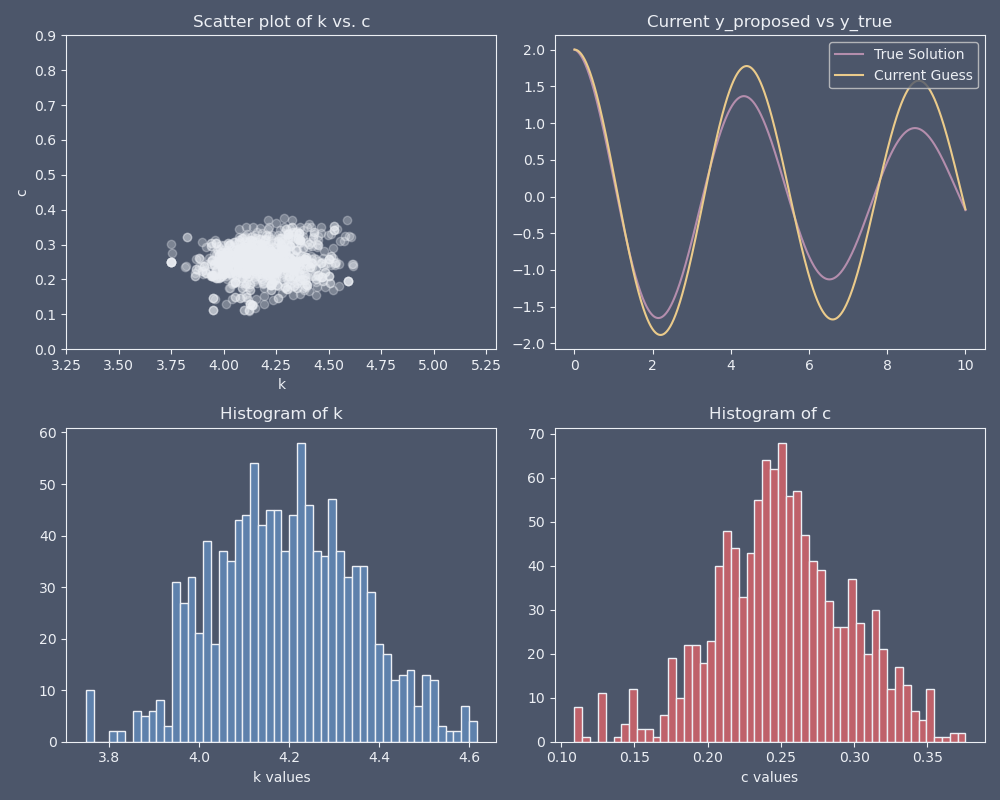 Scatter plot of k vs. c
0.9
0.8
0.7
0.6
0.5
0.4
0.3
0.2
0.1
0.0
c
3.25 3.50 3.75 4.00 4.25 4.50 4.75 5.00 5.25
k
Current y_proposed vs y_true
True Solution
Current Guess
2.0
1.5
1.0
0.5
0.0
−0.5
−1.0
−1.5
−2.0
0 2 4 6 8 10
Histogram of k
60
50
40
30
20
10
0
3.8 4.0 4.2 4.4 4.6
k values
Histogram of c
70
60
50
40
30
20
10
0
0.10 0.15 0.20 0.25 0.30 0.35
c values